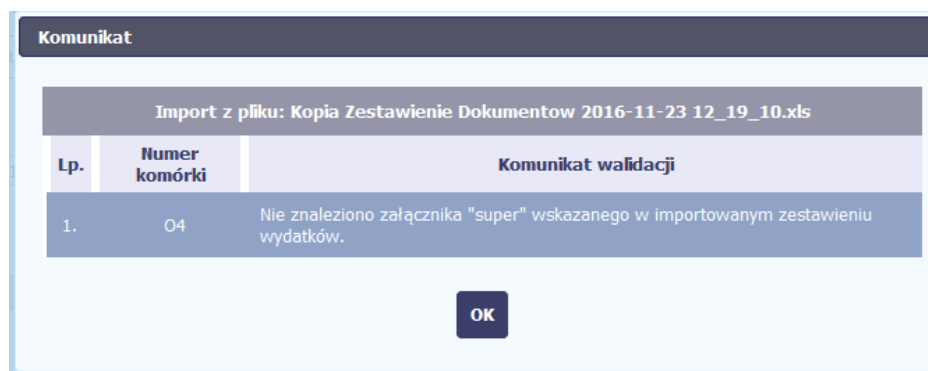 Komunikat
Import z pliku: Kopia Zestawienie Dokumentow 2016-11-23 12_19_10.xls
Lp.
Numer
komórki
Komunikat walidacji
1.
O4
Nie znaleziono załącznika "super" wskazanego w importowanym zestawieniu
wydatków.
OK